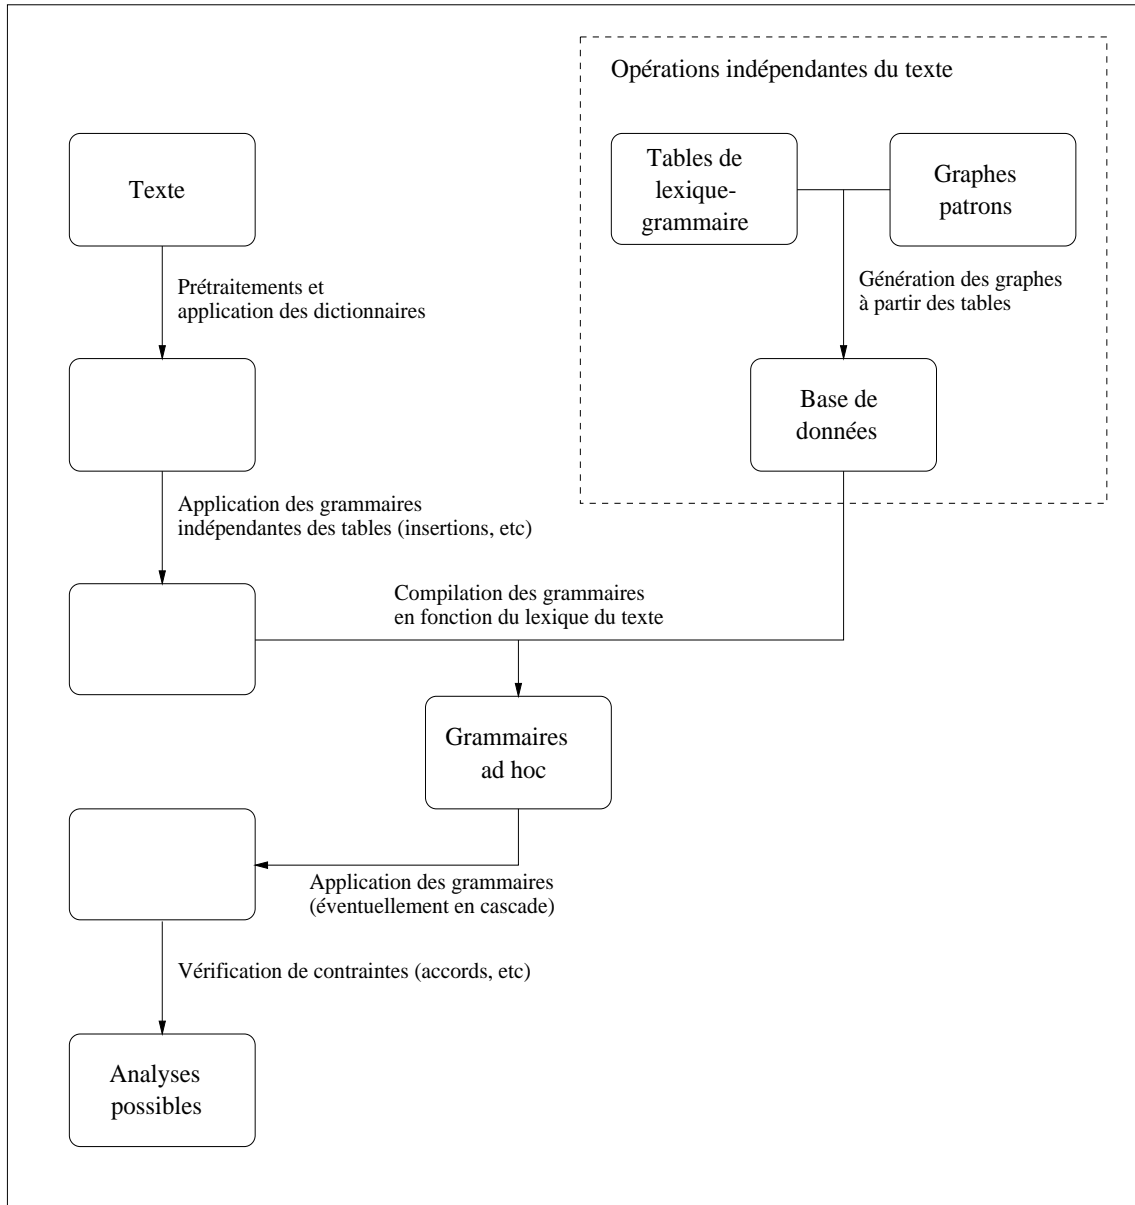 Opérations indépendantes du texte
Texte
Tables de
lexique-
grammaire
Graphes
patrons
Prétraitements et
application des dictionnaires
Génération des graphes
à partir des tables
Base de
données
Application des grammaires
indépendantes des tables (insertions, etc)
Compilation des grammaires
en fonction du lexique du texte
Grammaires
ad hoc
Application des grammaires
(éventuellement en cascade)
Vérification de contraintes (accords, etc)
Analyses
possibles